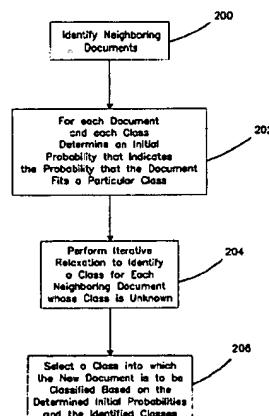 200
Identify Neighboring
Documents
For each Document
and each Class
Determine an Initial
Probability that Indicates
the Probability that the Document
Fits a Particular Class
202
Perform Iterative
Relaxation to Identify
a Class for Each
Neighboring Document
whose Class is Unknown
204
Select a Class into which
the New Document is to be
Classified Based on the
Determined Initial Probabilities
and the Identified Classes
206